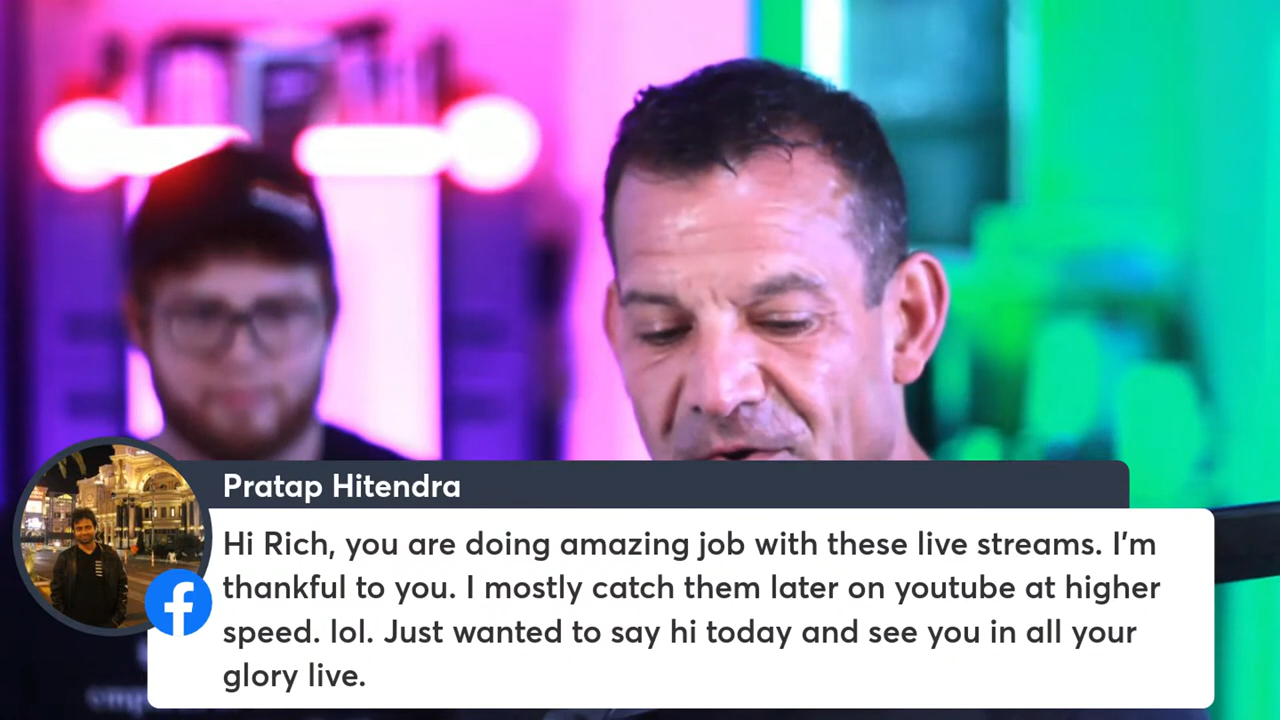 Pratap Hitendra
Hi Rich, you are doing amazing job with these live streams. I'm
thankful to you. I mostly catch them later on youtube at higher
speed. lol. Just wanted to say hi today and see you in all your
glory live.